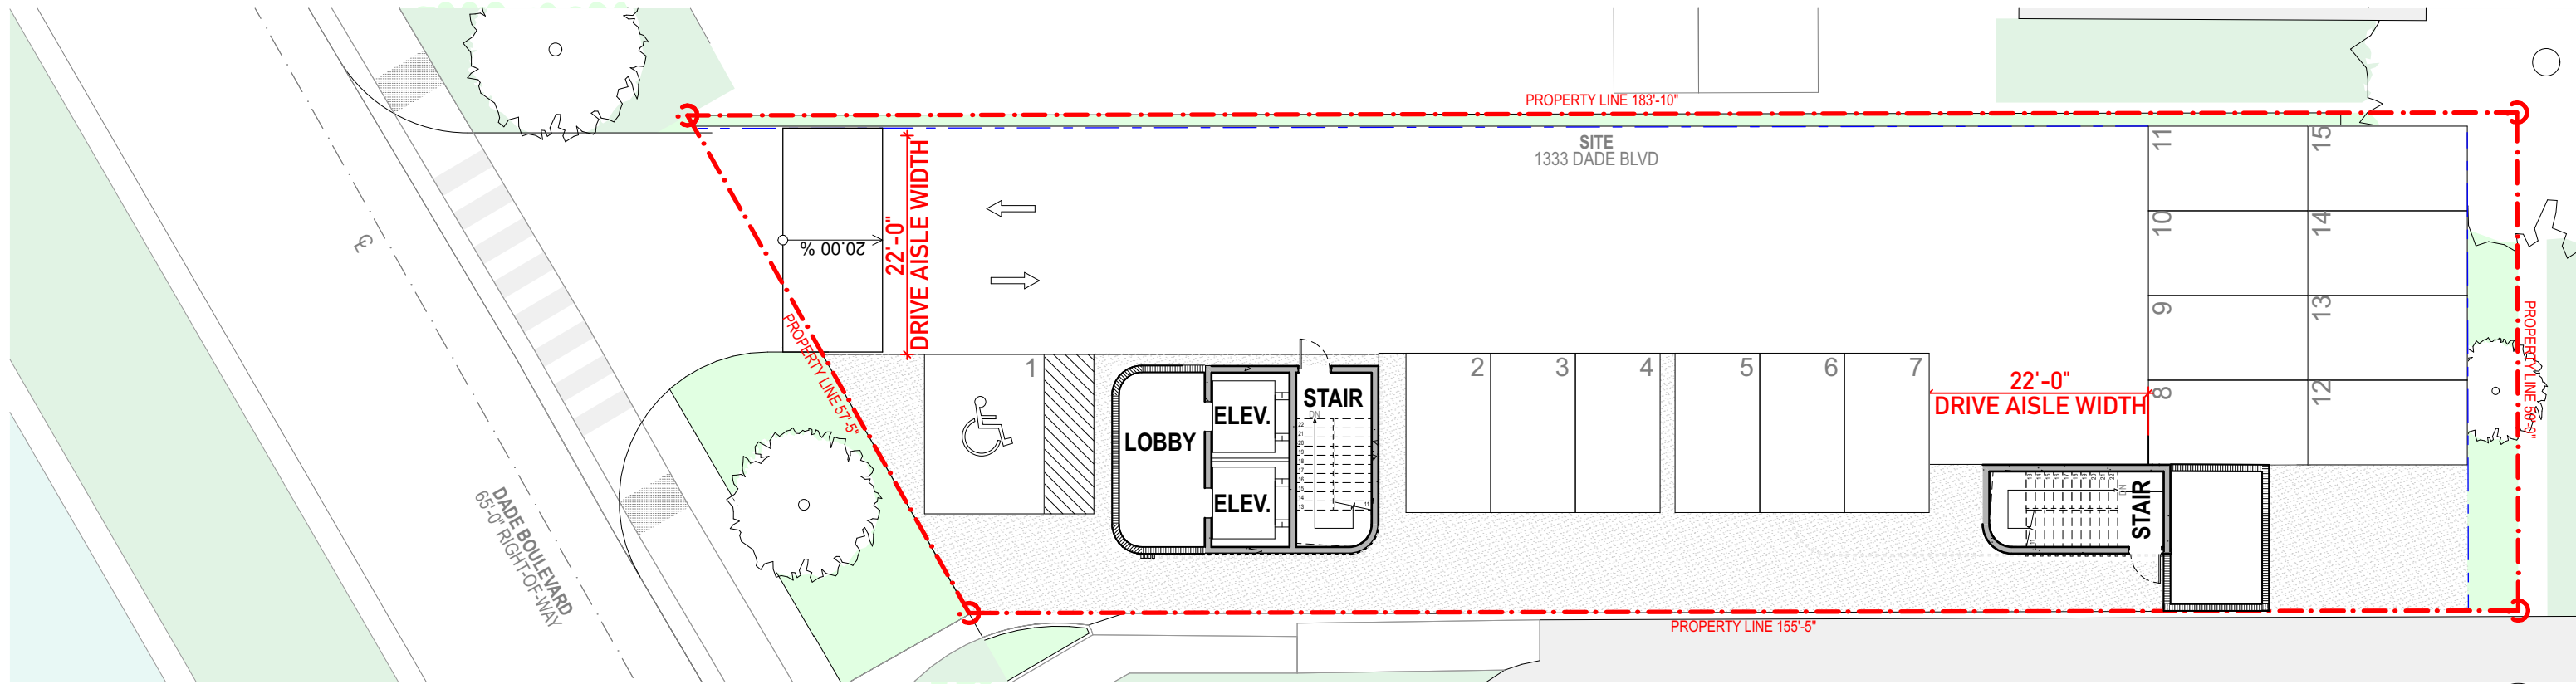 PROPERTY LINE 183'-10"
SITE
1333 DADE BLVD
22'-0"
DRIVE AISLE WIDTH
20.00 %
11
15
10
14
9
13
8
12
PROPERTY LINE 57'-5"
PROPERTY LINE 50'-0"
1
2
3
4
5
6
7
22'-0"
DRIVE AISLE WIDTH
LOBBY
ELEV.
ELEV.
STAIR
DN
STAIR
DN
DADE BOULEVARD
65'-0" RIGHT-OF-WAY
PROPERTY LINE 155'-5"